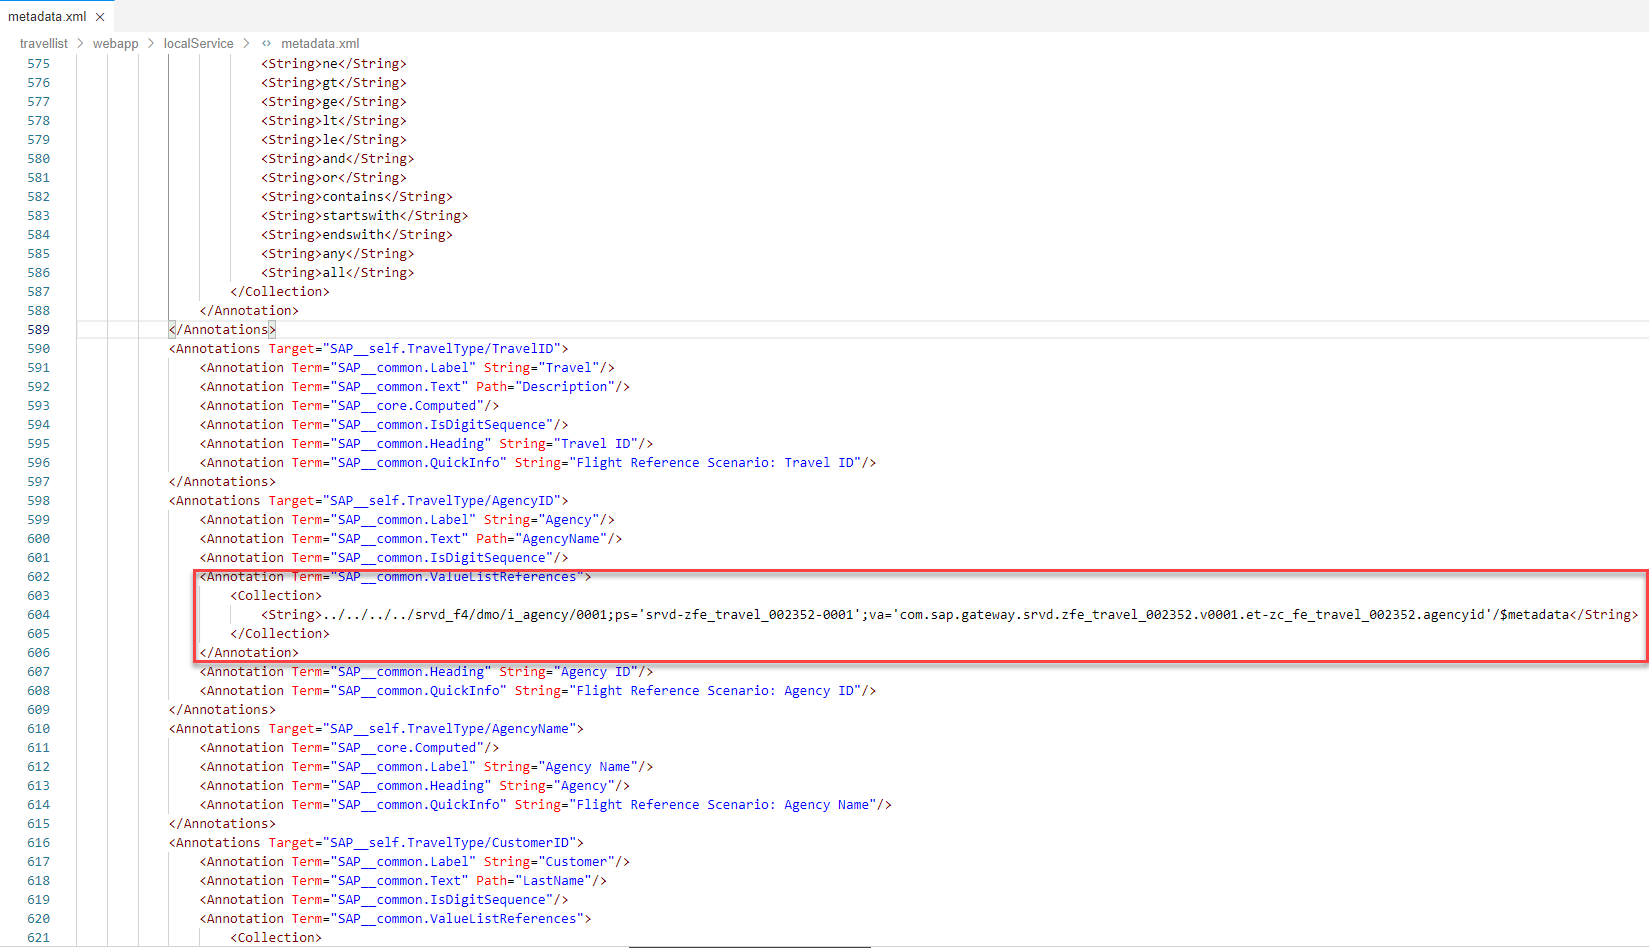 metadata.xml ×
travellist > webapp > localService > <> metadata.xml
575 <String>ne</String>
576 <String>gt</String>
577 <String>ge</String>
578 <String>lt</String>
579 <String>le</String>
580 <String>and</String>
581 <String>or</String>
582 <String>contains</String>
583 <String>startswith</String>
584 <String>endswith</String>
585 <String>any</String>
586 <String>all</String>
587 </Collection>
588 </Annotation>
589 </Annotations>
590 <Annotations Target="SAP__self.TravelType/TravelID">
591 <Annotation Term="SAP__common.Label" String="Travel"/>
592 <Annotation Term="SAP__common.Text" Path="Description"/>
593 <Annotation Term="SAP__core.Computed"/>
594 <Annotation Term="SAP__common.IsDigitSequence"/>
595 <Annotation Term="SAP__common.Heading" String="Travel ID"/>
596 <Annotation Term="SAP__common.QuickInfo" String="Flight Reference Scenario: Travel ID"/>
597 </Annotations>
598 <Annotations Target="SAP__self.TravelType/AgencyID">
599 <Annotation Term="SAP__common.Label" String="Agency"/>
600 <Annotation Term="SAP__common.Text" Path="AgencyName"/>
601 <Annotation Term="SAP__common.IsDigitSequence"/>
602 <Annotation Term="SAP__common.ValueListReferences">
603 <Collection>
604 <String>../../../../srvd_f4/dmo/i_agency/0001;ps='srvd-zfe_travel_002352-0001';va='com.sap.gateway.srvd.zfe_travel_002352.v0001.et-zc_fe_travel_002352.agencyid'/$metadata</String>
605 </Collection>
606 </Annotation>
607 <Annotation Term="SAP__common.Heading" String="Agency ID"/>
608 <Annotation Term="SAP__common.QuickInfo" String="Flight Reference Scenario: Agency ID"/>
609 </Annotations>
610 <Annotations Target="SAP__self.TravelType/AgencyName">
611 <Annotation Term="SAP__core.Computed"/>
612 <Annotation Term="SAP__common.Label" String="Agency Name"/>
613 <Annotation Term="SAP__common.Heading" String="Agency"/>
614 <Annotation Term="SAP__common.QuickInfo" String="Flight Reference Scenario: Agency Name"/>
615 </Annotations>
616 <Annotations Target="SAP__self.TravelType/CustomerID">
617 <Annotation Term="SAP__common.Label" String="Customer"/>
618 <Annotation Term="SAP__common.Text" Path="LastName"/>
619 <Annotation Term="SAP__common.IsDigitSequence"/>
620 <Annotation Term="SAP__common.ValueListReferences">
621 <Collection>